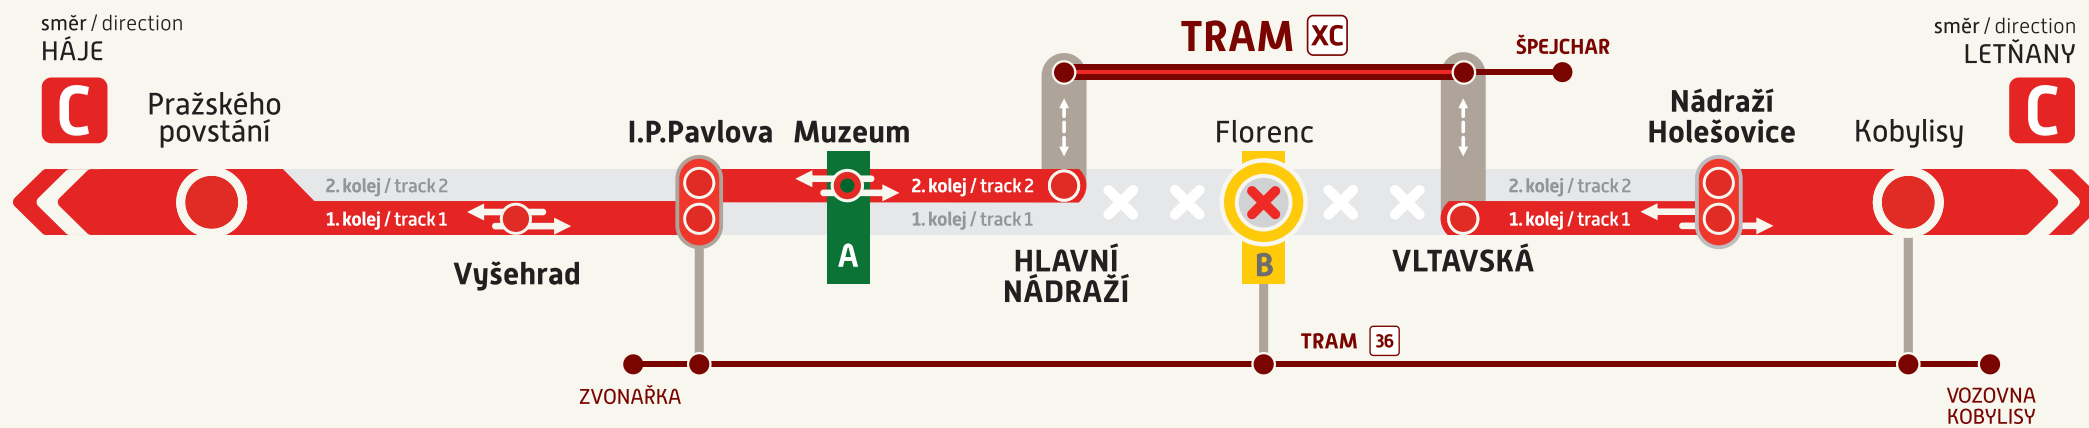 směr / direction
HÁJE
C
Pražského
povstání
2. kolej / track 2
1. kolej / track 1
Vyšehrad
I.P.Pavlova
Muzeum
A
2. kolej / track 2
1. kolej / track 1
HLAVNÍ
NÁDRAŽÍ
TRAM XC
ŠPEJCHAR
Florenc
B
VLTAVSKÁ
2. kolej / track 2
1. kolej / track 1
Nádraží
Holešovice
Kobylisy
směr / direction
LETŇANY
C
TRAM 36
ZVONAŘKA
VOZOVNA
KOBYLISY